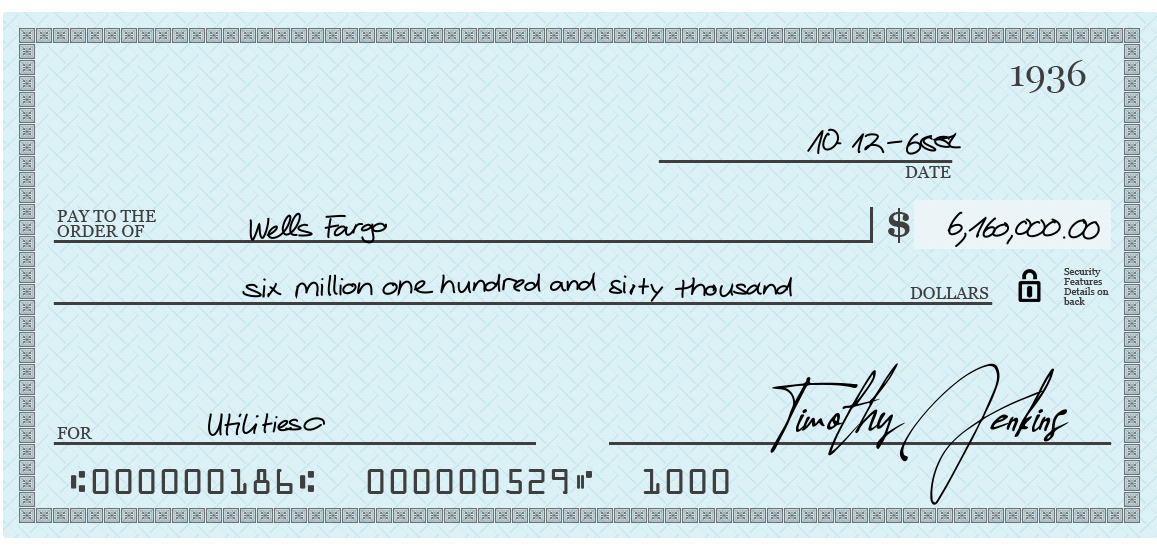 1936
10-12-
DATE
PAY TO THE
ORDER OF Wells Fargo $ 6,160,000.00
six million one hundred and sixty thousand DOLLARS
Security
Features
Details on
back
FOR Utilities Timothy Jenkins
⑆000000186⑆ 000000529⑈ 1000